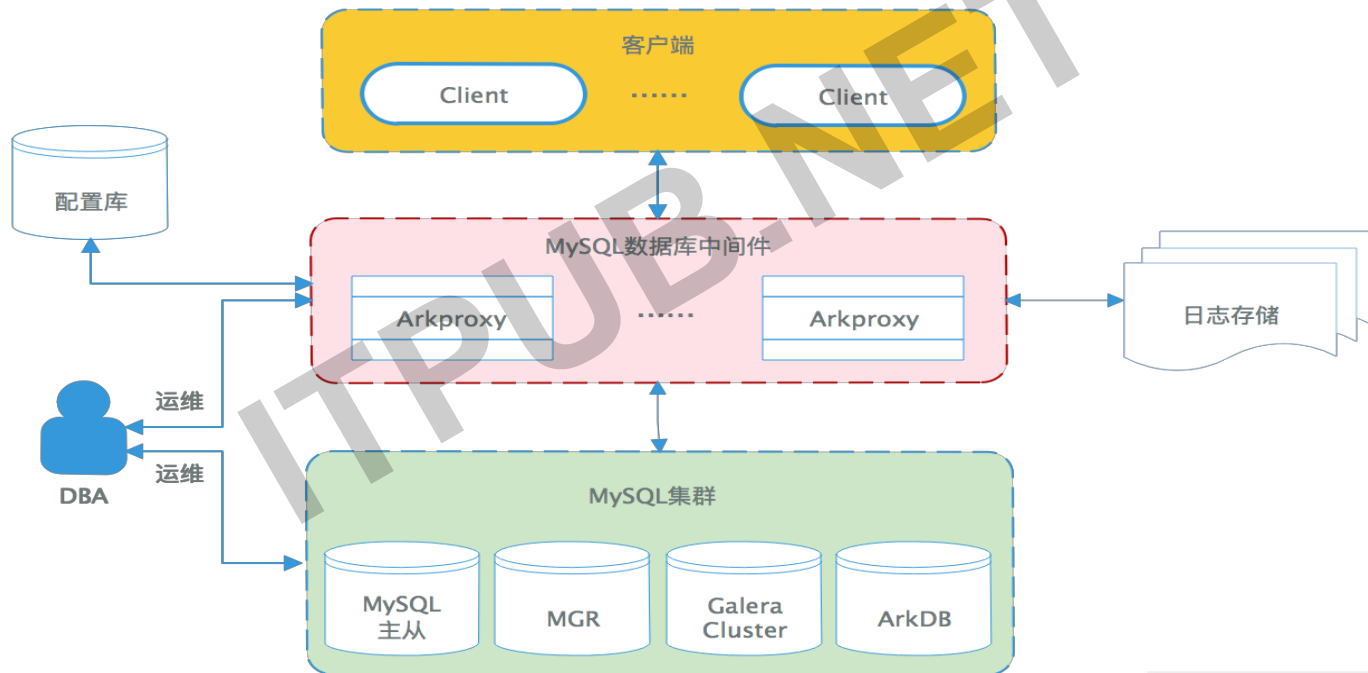 客户端
Client
······
Client
配置库
MySQL数据库中间件
Arkproxy
······
Arkproxy
日志存储
运维
运维
DBA
MySQL集群
MySQL
主从
MGR
Galera
Cluster
ArkDB
ITPUB.NET